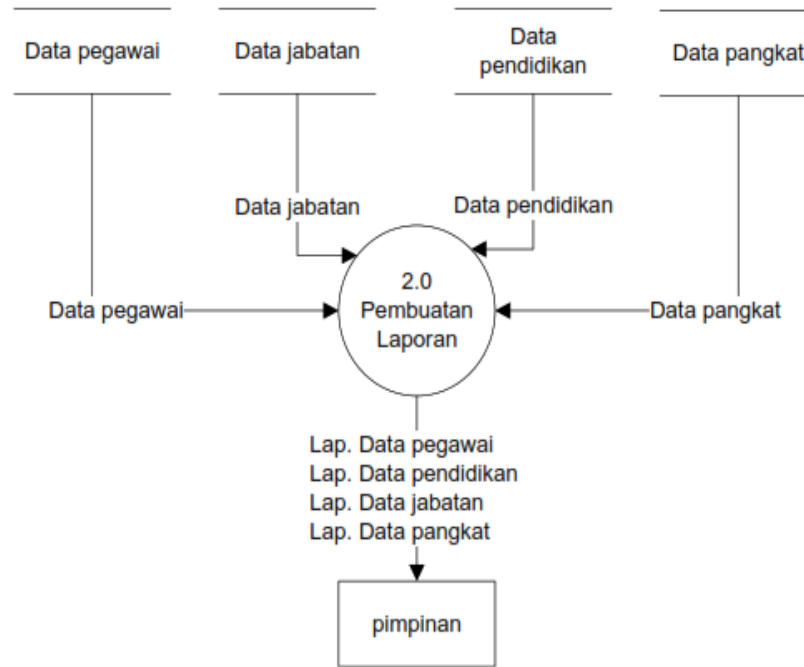 Data pegawai
Data jabatan
Data
pendidikan
Data pangkat
Data jabatan
Data pendidikan
2.0
Pembuatan
Laporan
Data pegawai
Data pangkat
Lap. Data pegawai
Lap. Data pendidikan
Lap. Data jabatan
Lap. Data pangkat
pimpinan